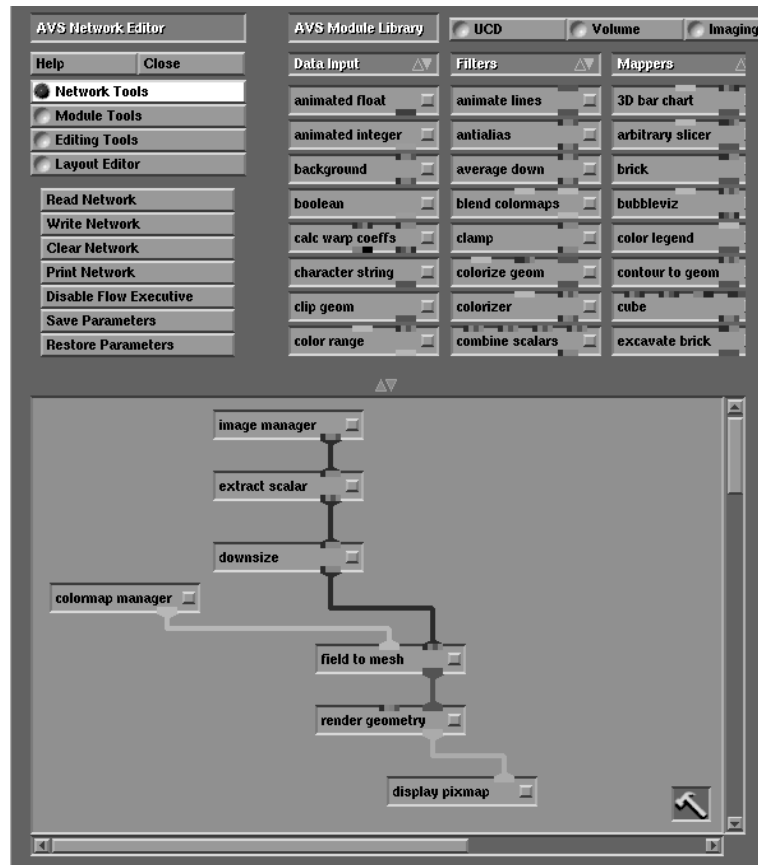 AVS Network Editor
Help Close
Network Tools
Module Tools
Editing Tools
Layout Editor
Read Network
Write Network
Clear Network
Print Network
Disable Flow Executive
Save Parameters
Restore Parameters
AVS Module Library
UCD
Volume
Imaging
Data Input
animated float
animated integer
background
boolean
calc warp coeffs
character string
clip geom
color range
Filters
animate lines
antialias
average down
blend colormaps
clamp
colorize geom
colorizer
combine scalars
Mappers
3D bar chart
arbitrary slicer
brick
bubbleviz
color legend
contour to geom
cube
excavate brick
image manager
extract scalar
downsize
colormap manager
field to mesh
render geometry
display pixmap